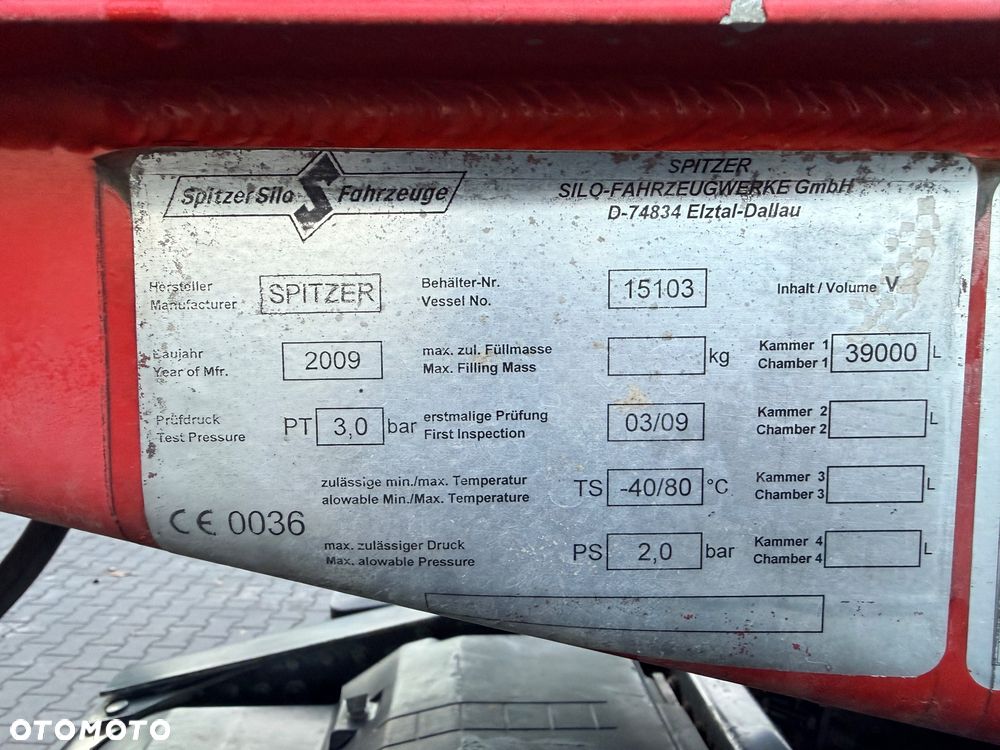 SpitzerSilo S Fahrzeuge
SPITZER
SILO-FAHRZEUGWERKE GmbH
D-74834 Elztal-Dallau
Hersteller
Manufacturer
SPITZER
Behälter-Nr.
Vessel No.
15103
Inhalt / Volume V
Baujahr
Year of Mfr.
2009
max. zul. Füllmasse
Max. Filling Mass
kg
Kammer 1
Chamber 1
39000 L
Prüfdruck
Test Pressure
PT 3,0 bar
erstmalige Prüfung
First Inspection
03/09
Kammer 2
Chamber 2
L
zulässige min./max. Temperatur
alowable Min./Max. Temperature
TS -40/80 °C
Kammer 3
Chamber 3
L
CE 0036
max. zulässiger Druck
Max. alowable Pressure
PS 2,0 bar
Kammer 4
Chamber 4
L
OTOMOTO